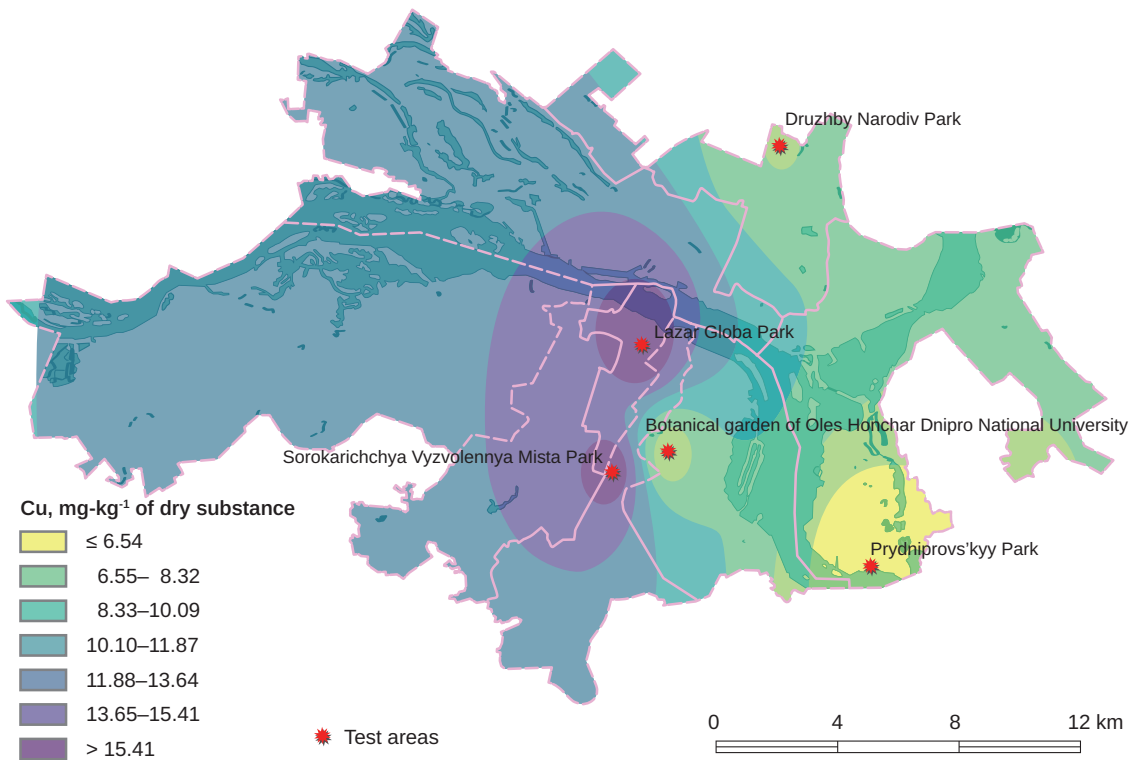 Druzhby Narodiv Park
Lazar Globa Park
Botanical garden of Oles Honchar Dnipro National University
Sorokarichchya Vyzvolennya Mista Park
Prydniprovs'kyy Park
Cu, mg-kg⁻¹ of dry substance
≤ 6.54
6.55– 8.32
8.33–10.09
10.10–11.87
11.88–13.64
13.65–15.41
> 15.41
Test areas
0 4 8 12 km